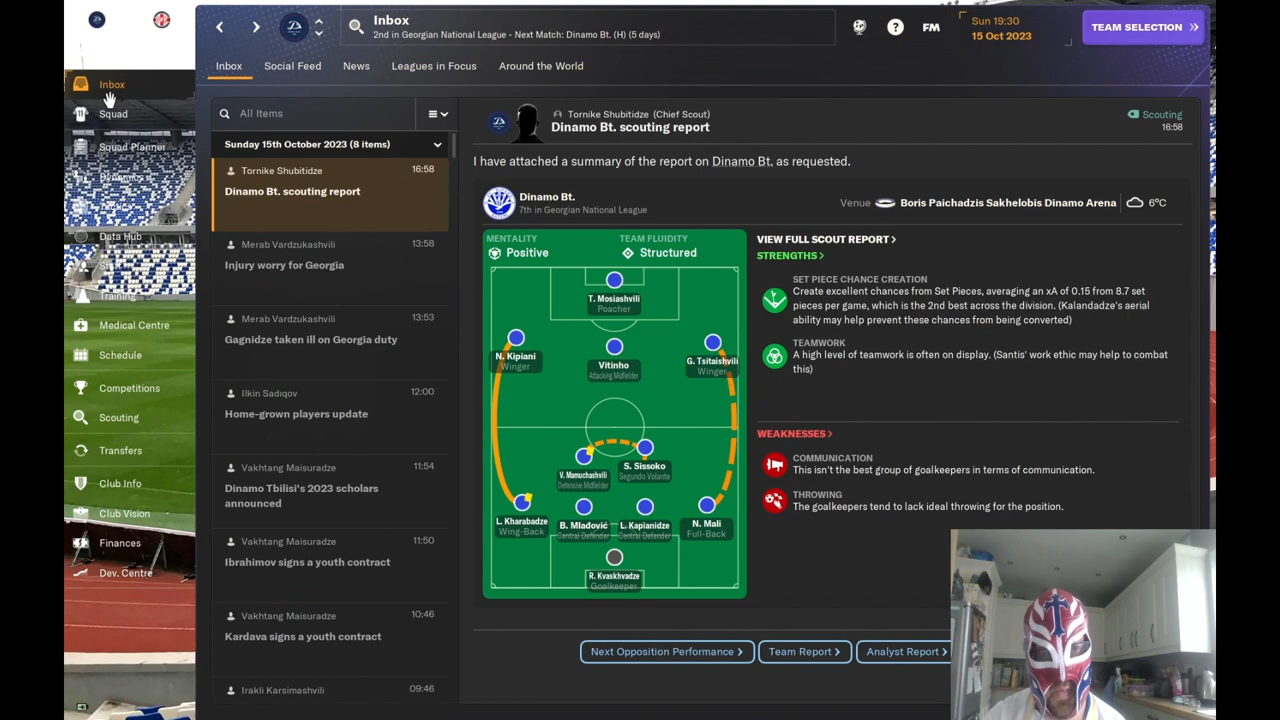 Inbox
2nd in Georgian National League - Next Match: Dinamo Bt. (H) (5 days)
?
FM
Sun 19:30
15 Oct 2023
TEAM SELECTION
Inbox
Social Feed
News
Leagues in Focus
Around the World
Inbox
Squad
Squad Planner
Data Hub
Training
Medical Centre
Schedule
Competitions
Scouting
Transfers
Club Info
Club Vision
Finances
Dev. Centre
All Items
Sunday 15th October 2023 (8 items)
Tornike Shubitidze 16:58
Dinamo Bt. scouting report
Merab Vardzukashvili 13:58
Injury worry for Georgia
Merab Vardzukashvili 13:53
Gagnidze taken ill on Georgia duty
Ilkin Sadıqov 12:00
Home-grown players update
Vakhtang Maisuradze 11:54
Dinamo Tbilisi's 2023 scholars
announced
Vakhtang Maisuradze 11:50
Ibrahimov signs a youth contract
Vakhtang Maisuradze 10:46
Kardava signs a youth contract
Irakli Karsimashvili 09:46
Tornike Shubitidze (Chief Scout)
Dinamo Bt. scouting report
Scouting
16:58
I have attached a summary of the report on Dinamo Bt. as requested.
Dinamo Bt.
7th in Georgian National League
Venue Boris Paichadzis Sakhelobis Dinamo Arena 6°C
MENTALITY
Positive
TEAM FLUIDITY
Structured
T. Mosiashvili
Poacher
N. Kipiani
Winger
Vitinho
Attacking Midfielder
G. Tsitaishvili
Winger
V. Mamuchashvili
Defensive Midfielder
S. Sissoko
Segundo Volante
L. Kharabadze
Wing-Back
B. Mlađović
Central Defender
L. Kapianidze
Central Defender
N. Mali
Full-Back
R. Kvaskhvadze
Goalkeeper
VIEW FULL SCOUT REPORT
STRENGTHS
SET PIECE CHANCE CREATION
Create excellent chances from Set Pieces, averaging an xA of 0.15 from 8.7 set
pieces per game, which is the 2nd best across the division. (Kalandadze's aerial
ability may help prevent these chances from being converted)
TEAMWORK
A high level of teamwork is often on display. (Santis' work ethic may help to combat
this)
WEAKNESSES
COMMUNICATION
This isn't the best group of goalkeepers in terms of communication.
THROWING
The goalkeepers tend to lack ideal throwing for the position.
Next Opposition Performance
Team Report
Analyst Report